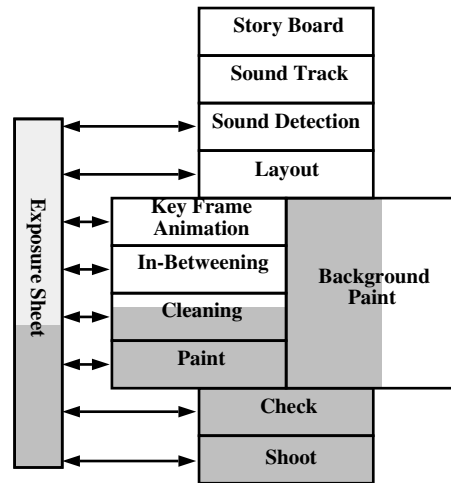 Story Board
Sound Track
Sound Detection
Layout
Exposure Sheet
Key Frame
Animation
In-Betweening
Cleaning
Paint
Background
Paint
Check
Shoot